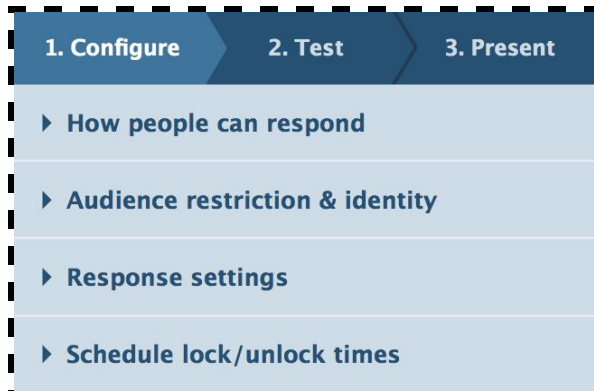 1. Configure 2. Test 3. Present
How people can respond
Audience restriction & identity
Response settings
Schedule lock/unlock times